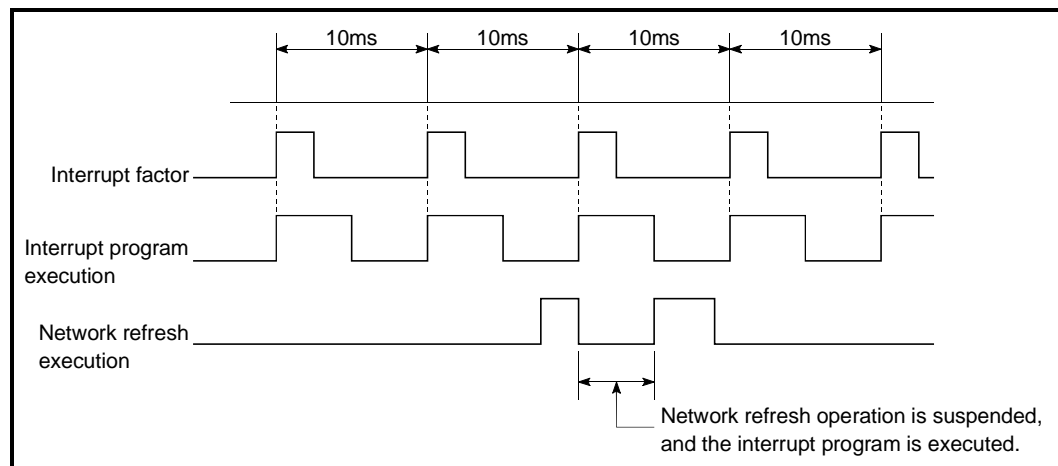 10ms 10ms 10ms 10ms
Interrupt factor
Interrupt program
execution
Network refresh
execution
Network refresh operation is suspended,
and the interrupt program is executed.